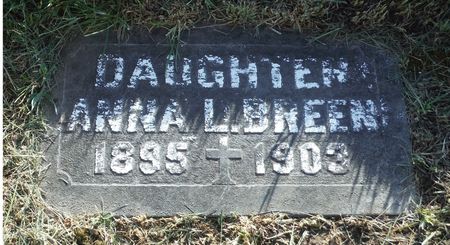 DAUGHTER
ANNA L. BREEN
1895 † 1903